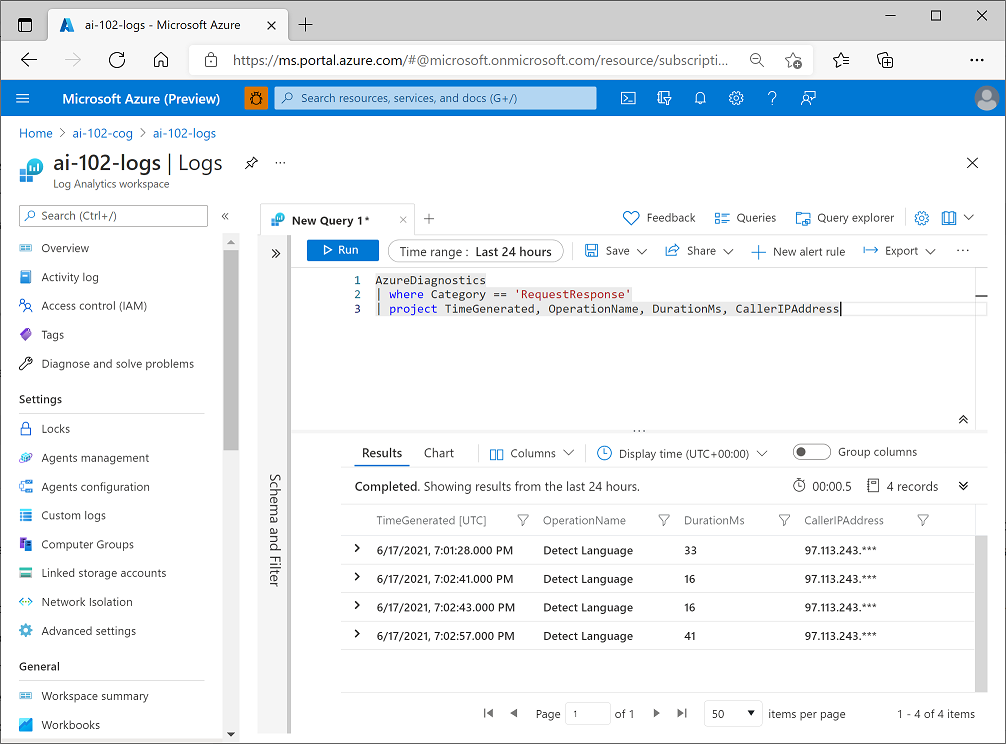 ai-102-logs - Microsoft Azure
https://ms.portal.azure.com/#@microsoft.onmicrosoft.com/resource/subscripti...
Microsoft Azure (Preview)
Search resources, services, and docs (G+/)
Home > ai-102-cog > ai-102-logs
ai-102-logs | Logs
Log Analytics workspace
Search (Ctrl+/)
Overview
Activity log
Access control (IAM)
Tags
Diagnose and solve problems
Settings
Locks
Agents management
Agents configuration
Custom logs
Computer Groups
Linked storage accounts
Network Isolation
Advanced settings
General
Workspace summary
Workbooks
New Query 1*
Feedback Queries Query explorer
Run Time range : Last 24 hours Save Share New alert rule Export
Schema and Filter
1 AzureDiagnostics
2 | where Category == 'RequestResponse'
3 | project TimeGenerated, OperationName, DurationMs, CallerIPAddress
Results Chart Columns Display time (UTC+00:00) Group columns
Completed. Showing results from the last 24 hours. 00:00.5 4 records
TimeGenerated [UTC] OperationName DurationMs CallerIPAddress
6/17/2021, 7:01:28.000 PM Detect Language 33 97.113.243.***
6/17/2021, 7:02:41.000 PM Detect Language 16 97.113.243.***
6/17/2021, 7:02:43.000 PM Detect Language 16 97.113.243.***
6/17/2021, 7:02:57.000 PM Detect Language 41 97.113.243.***
Page 1 of 1 50 items per page 1 - 4 of 4 items